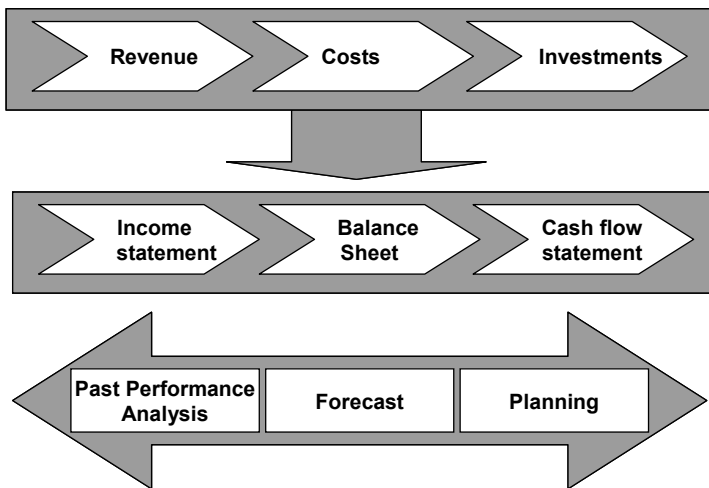 Revenue
Costs
Investments
Income
statement
Balance
Sheet
Cash flow
statement
Past Performance
Analysis
Forecast
Planning